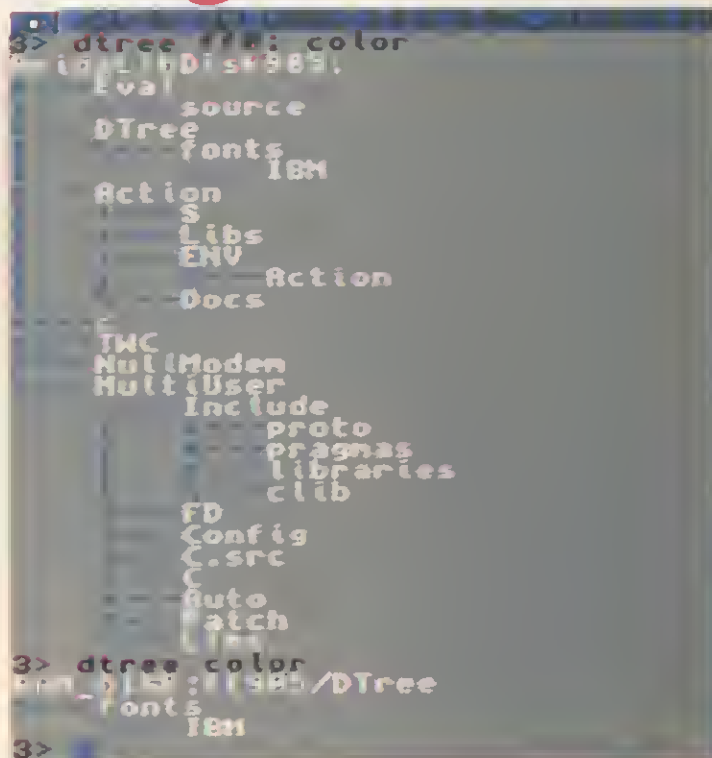 3> dtree ff0: color
Eval
source
DTree
fonts
IBM
Action
S
Libs
ENV
Action
Docs
C
TWC
NullModem
MultiUser
Include
proto
pragmas
libraries
clib
FD
Config
C.src
C
Auto
3> dtree color
/DTree
fonts
IBM
3>